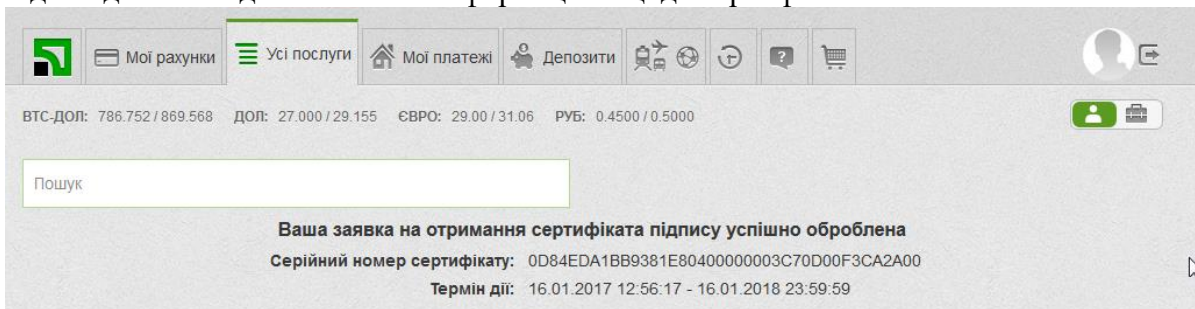 Мої рахунки Усі послуги Мої платежі Депозити
BTC-ДОЛ: 786.752 / 869.568 ДОЛ: 27.000 / 29.155 ЄВРО: 29.00 / 31.06 РУБ: 0.4500 / 0.5000
Пошук
Ваша заявка на отримання сертифіката підпису успішно оброблена
Серійний номер сертифікату: 0D84EDA1BB9381E80400000003C70D00F3CA2A00
Термін дії: 16.01.2017 12:56:17 - 16.01.2018 23:59:59